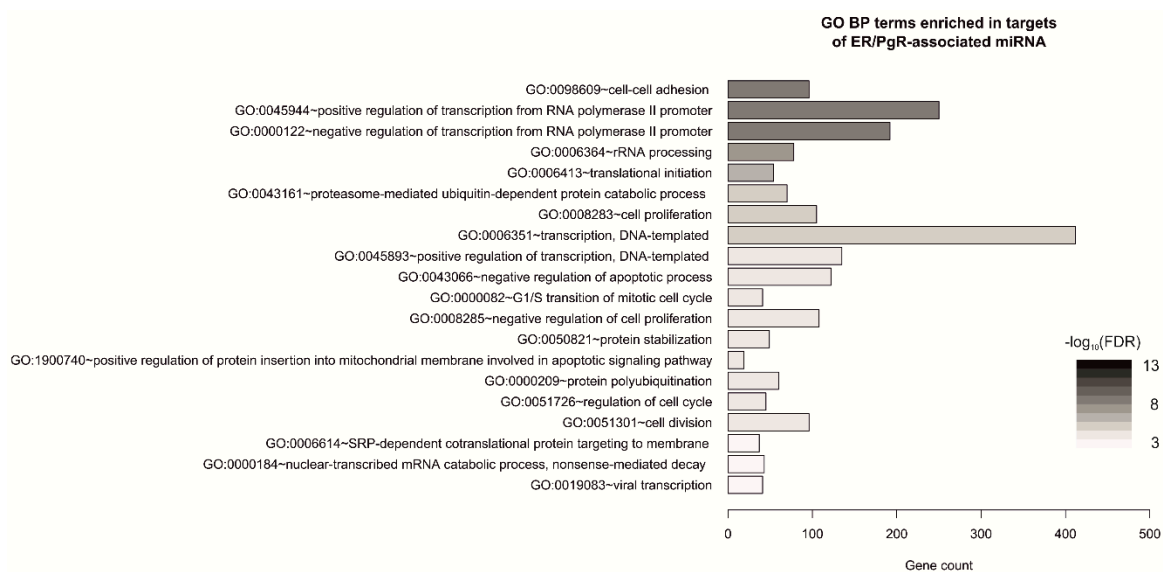 GO BP terms enriched in targets
of ER/PgR-associated miRNA
GO:0098609~cell-cell adhesion
GO:0045944~positive regulation of transcription from RNA polymerase II promoter
GO:0000122~negative regulation of transcription from RNA polymerase II promoter
GO:0006364~rRNA processing
GO:0006413~translational initiation
GO:0043161~proteasome-mediated ubiquitin-dependent protein catabolic process
GO:0008283~cell proliferation
GO:0006351~transcription, DNA-templated
GO:0045893~positive regulation of transcription, DNA-templated
GO:0043066~negative regulation of apoptotic process
GO:0000082~G1/S transition of mitotic cell cycle
GO:0008285~negative regulation of cell proliferation
GO:0050821~protein stabilization
GO:1900740~positive regulation of protein insertion into mitochondrial membrane involved in apoptotic signaling pathway
GO:0000209~protein polyubiquitination
GO:0051726~regulation of cell cycle
GO:0051301~cell division
GO:0006614~SRP-dependent cotranslational protein targeting to membrane
GO:0000184~nuclear-transcribed mRNA catabolic process, nonsense-mediated decay
GO:0019083~viral transcription
-log₁₀(FDR)
13
8
3
0 100 200 300 400 500
Gene count